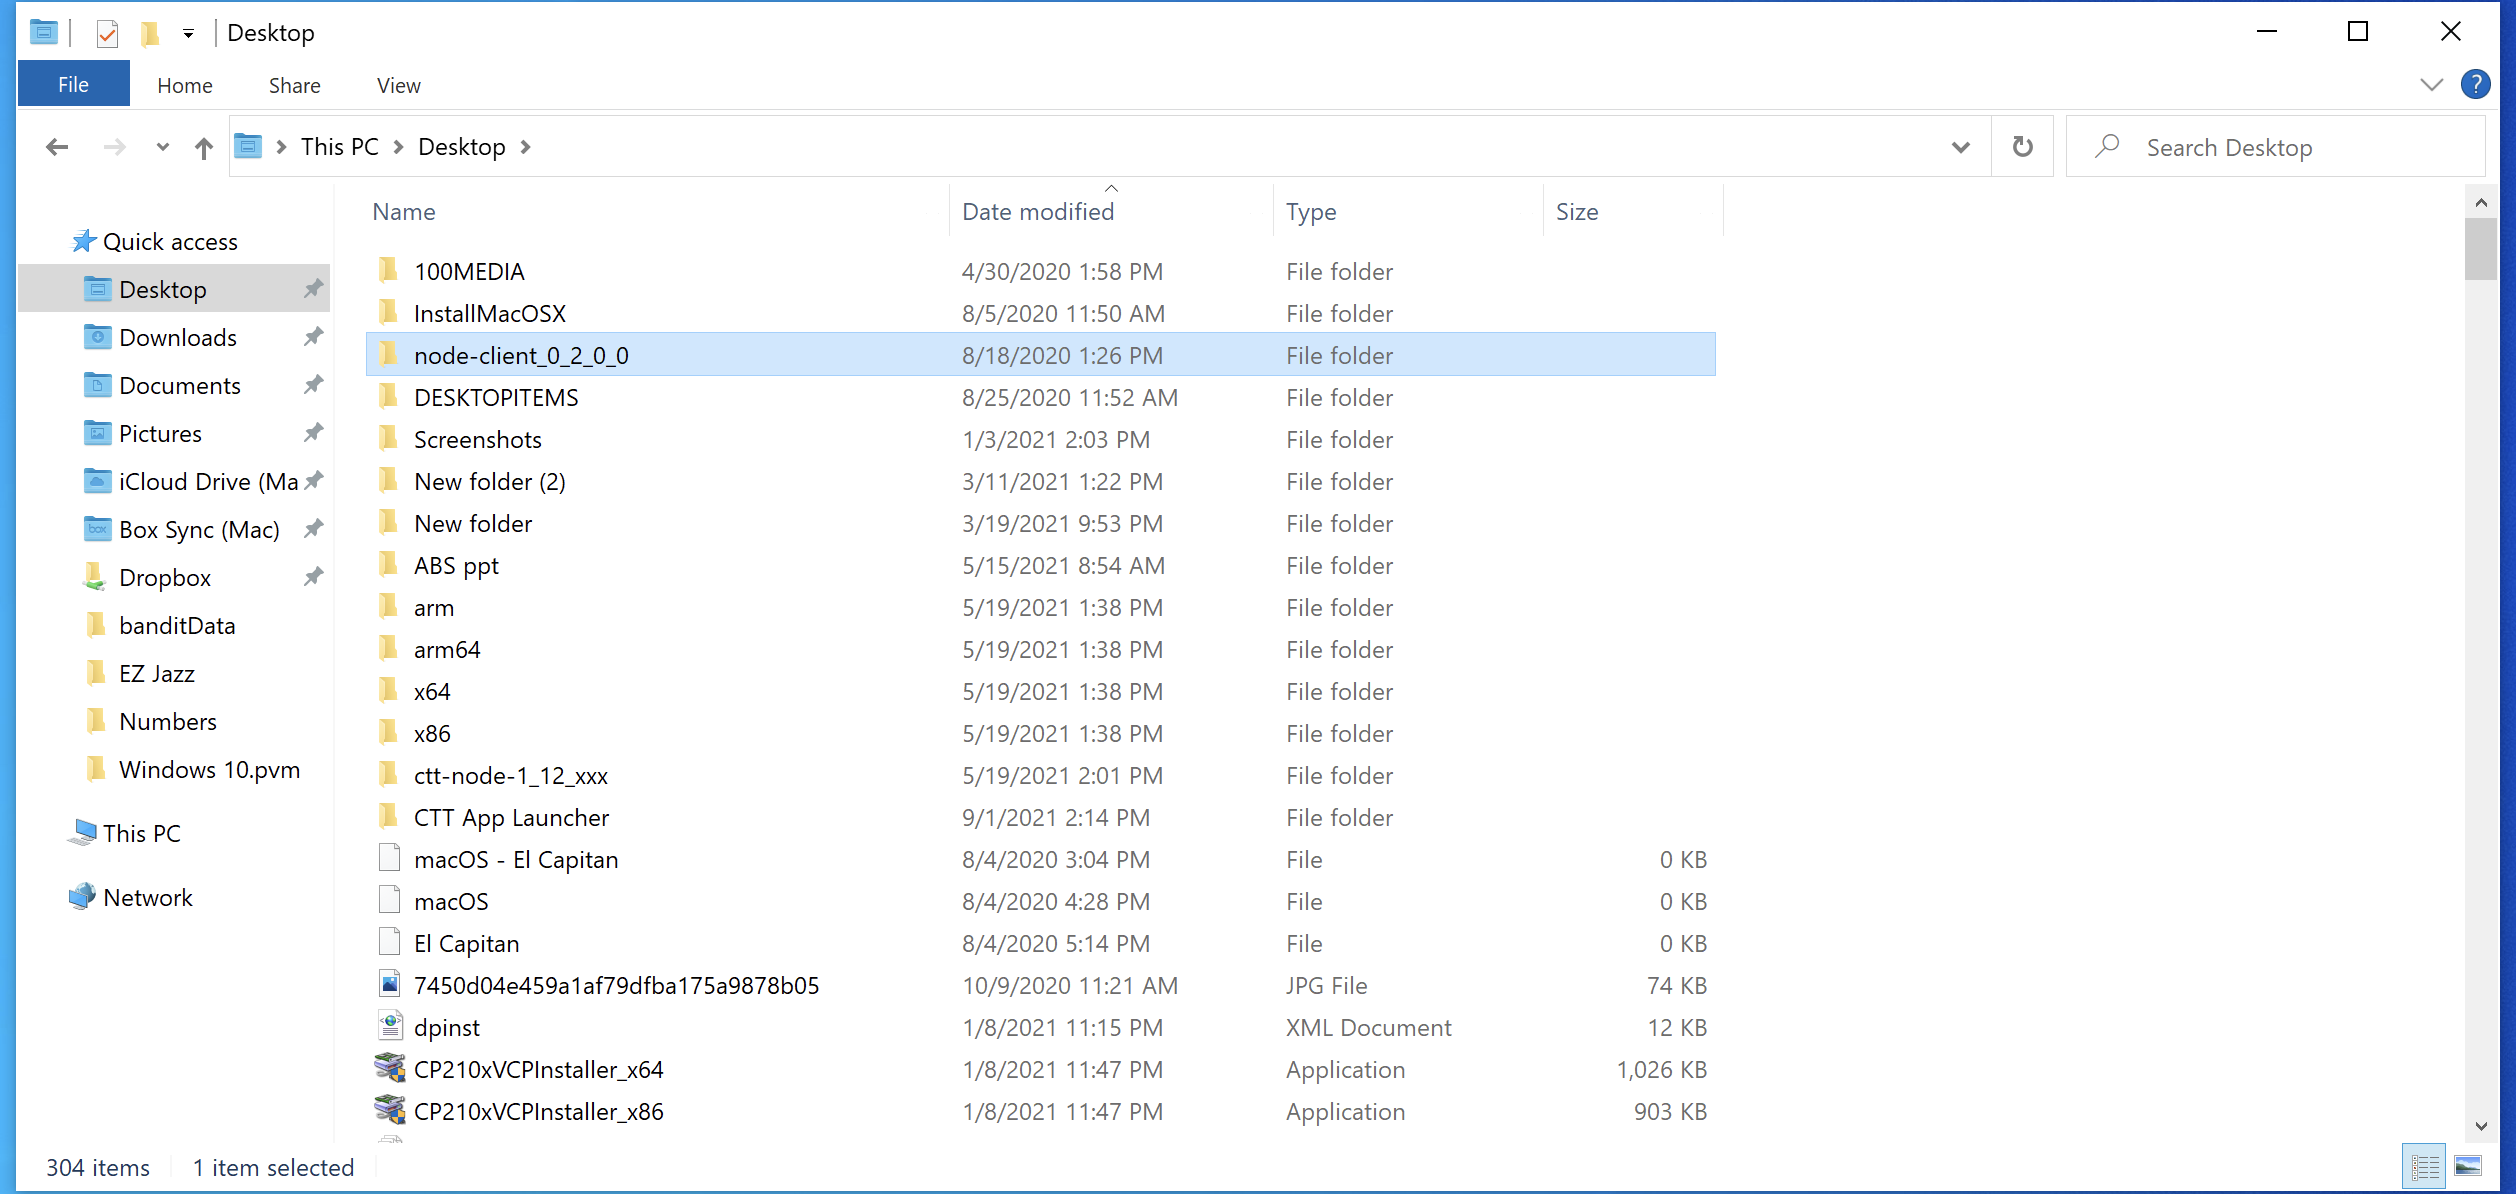 Desktop
File Home Share View ?
This PC Desktop Search Desktop
Name Date modified Type Size
Quick access
Desktop
Downloads
Documents
Pictures
iCloud Drive (Ma
Box Sync (Mac)
Dropbox
banditData
EZ Jazz
Numbers
Windows 10.pvm
This PC
Network
100MEDIA 4/30/2020 1:58 PM File folder
InstallMacOSX 8/5/2020 11:50 AM File folder
node-client_0_2_0_0 8/18/2020 1:26 PM File folder
DESKTOPITEMS 8/25/2020 11:52 AM File folder
Screenshots 1/3/2021 2:03 PM File folder
New folder (2) 3/11/2021 1:22 PM File folder
New folder 3/19/2021 9:53 PM File folder
ABS ppt 5/15/2021 8:54 AM File folder
arm 5/19/2021 1:38 PM File folder
arm64 5/19/2021 1:38 PM File folder
x64 5/19/2021 1:38 PM File folder
x86 5/19/2021 1:38 PM File folder
ctt-node-1_12_xxx 5/19/2021 2:01 PM File folder
CTT App Launcher 9/1/2021 2:14 PM File folder
macOS - El Capitan 8/4/2020 3:04 PM File 0 KB
macOS 8/4/2020 4:28 PM File 0 KB
El Capitan 8/4/2020 5:14 PM File 0 KB
7450d04e459a1af79dfba175a9878b05 10/9/2020 11:21 AM JPG File 74 KB
dpinst 1/8/2021 11:15 PM XML Document 12 KB
CP210xVCPInstaller_x64 1/8/2021 11:47 PM Application 1,026 KB
CP210xVCPInstaller_x86 1/8/2021 11:47 PM Application 903 KB
304 items 1 item selected